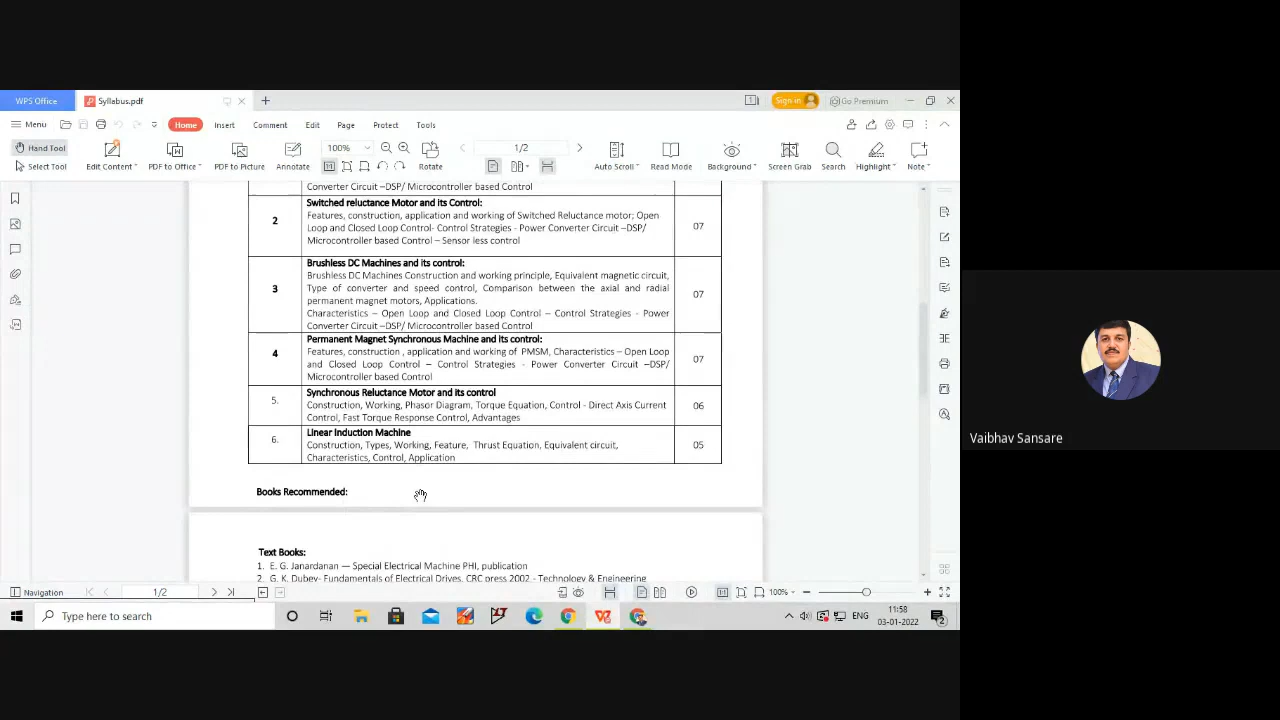 WPS Office
Syllabus.pdf
Sign in
Go Premium
Menu
Home
Insert
Comment
Edit
Page
Protect
Tools
Hand Tool
Select Tool
Edit Content
PDF to Office
PDF to Picture
Annotate
100%
Rotate
1/2
Auto Scroll
Read Mode
Background
Screen Grab
Search
Highlight
Note
Converter Circuit –DSP/ Microcontroller based Control
2
Switched reluctance Motor and its Control:
Features, construction, application and working of Switched Reluctance motor; Open
Loop and Closed Loop Control- Control Strategies - Power Converter Circuit –DSP/
Microcontroller based Control – Sensor less control
07
3
Brushless DC Machines and its control:
Brushless DC Machines Construction and working principle, Equivalent magnetic circuit,
Type of converter and speed control, Comparison between the axial and radial
permanent magnet motors, Applications.
Characteristics – Open Loop and Closed Loop Control – Control Strategies - Power
Converter Circuit –DSP/ Microcontroller based Control
07
4
Permanent Magnet Synchronous Machine and its control:
Features, construction , application and working of PMSM, Characteristics – Open Loop
and Closed Loop Control – Control Strategies - Power Converter Circuit –DSP/
Microcontroller based Control
07
5.
Synchronous Reluctance Motor and its control
Construction, Working, Phasor Diagram, Torque Equation, Control - Direct Axis Current
Control, Fast Torque Response Control, Advantages
06
6.
Linear Induction Machine
Construction, Types, Working, Feature, Thrust Equation, Equivalent circuit,
Characteristics, Control, Application
05
Books Recommended:
Text Books:
1. E. G. Janardanan — Special Electrical Machine PHI, publication
2. G. K. Dubey- Fundamentals of Electrical Drives, CRC press 2002 - Technology & Engineering
Navigation
1/2
100%
Type here to search
ENG
11:58
03-01-2022
2
Vaibhav Sansare